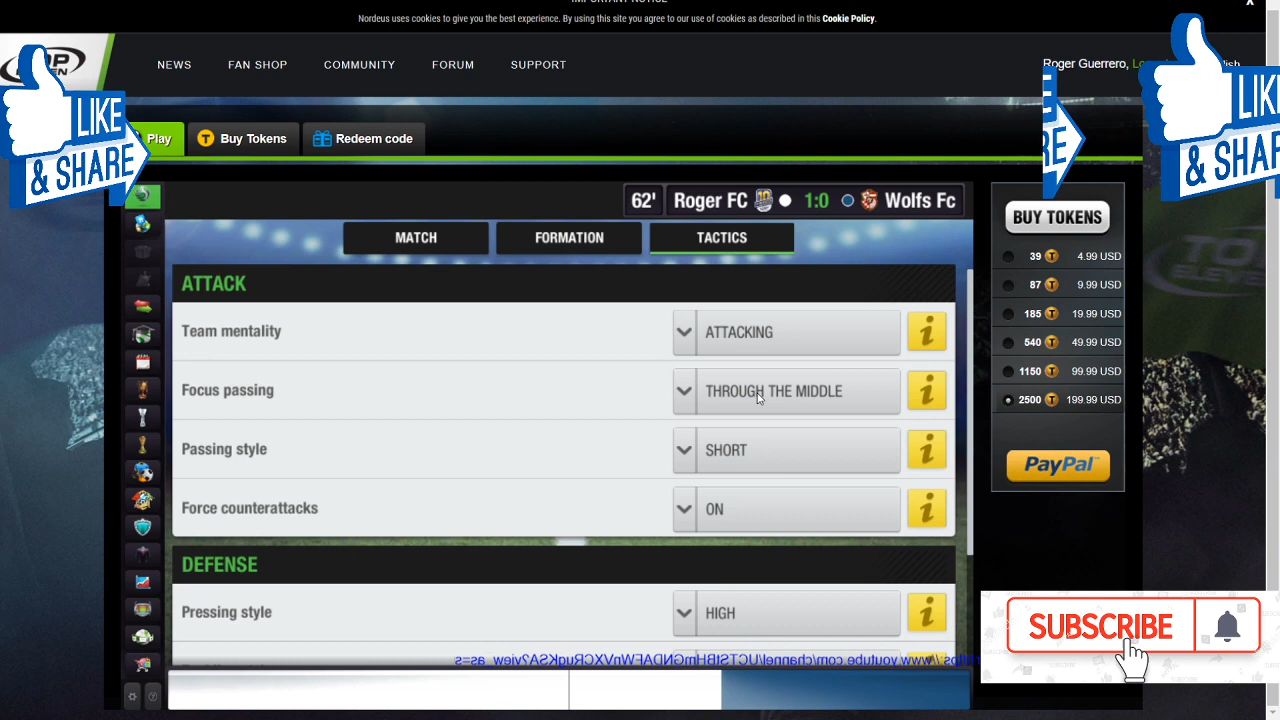 Nordeus uses cookies to give you the best experience. By using this site you agree to our use of cookies as described in this Cookie Policy.
x
NEWS
FAN SHOP
COMMUNITY
FORUM
SUPPORT
Roger Guerrero,
LIKE
& SHARE
LIKE
& SHAR
Play
Buy Tokens
Redeem code
62'
Roger FC
1:0
Wolfs Fc
MATCH
FORMATION
TACTICS
ATTACK
Team mentality
ATTACKING
Focus passing
THROUGH THE MIDDLE
Passing style
SHORT
Force counterattacks
ON
DEFENSE
Pressing style
HIGH
BUY TOKENS
39 T 4.99 USD
87 T 9.99 USD
185 T 19.99 USD
540 T 49.99 USD
1150 T 99.99 USD
2500 T 199.99 USD
PayPal
SUBSCRIBE